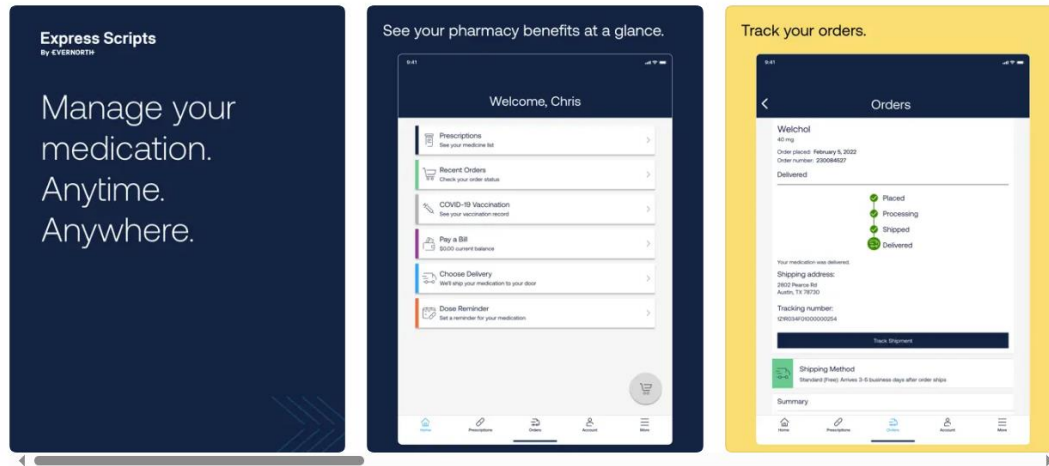 Express Scripts
By EVERNORTH
Manage your
medication.
Anytime.
Anywhere.
See your pharmacy benefits at a glance.
9:41
Welcome, Chris
Prescriptions
See your medicine list
Recent Orders
Check your order status
COVID-19 Vaccination
See your vaccination record
Pay a Bill
$0.00 current balance
Choose Delivery
We'll ship your medication to your door
Dose Reminder
Set a reminder for your medication
Home
Prescriptions
Orders
Account
More
Track your orders.
9:41
Orders
Welchol
40 mg
Order placed: February 5, 2022
Order number: 230084527
Delivered
Placed
Processing
Shipped
Delivered
Your medication was delivered.
Shipping address:
2602 Pearce Rd
Austin, TX 78730
Tracking number:
Track Shipment
Shipping Method
Standard (Free): Arrives 3-5 business days after order ships
Summary
Home
Prescriptions
Orders
Account
More